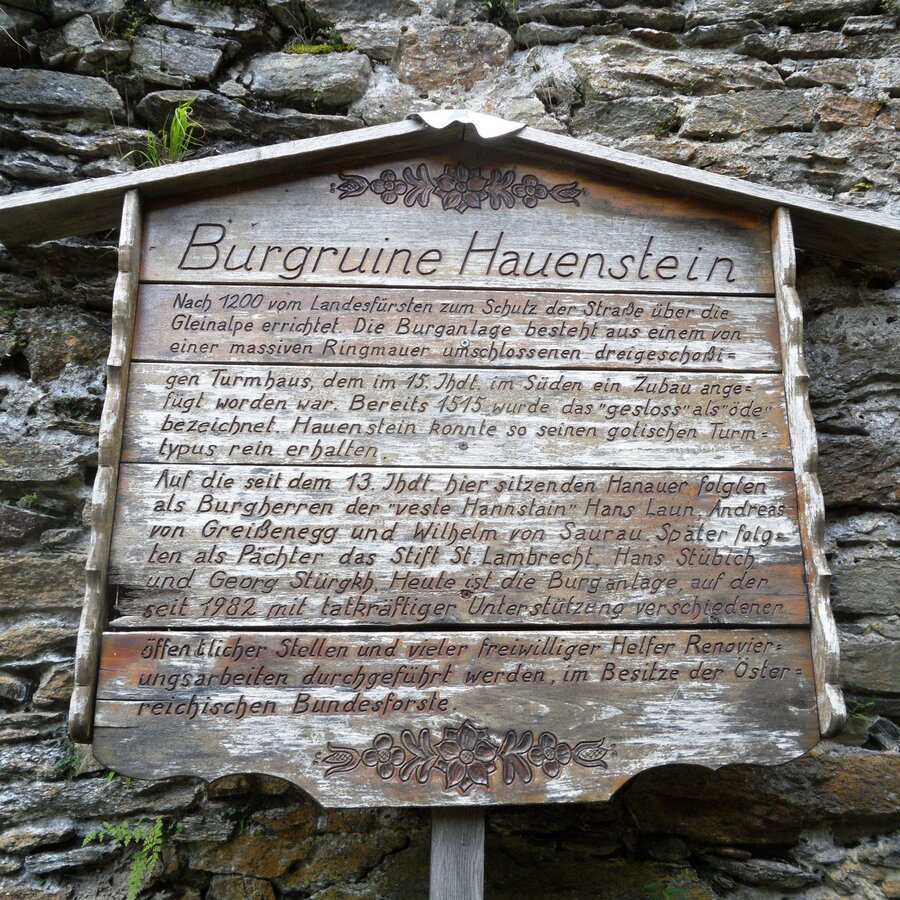 Burgruine Hauenstein
Nach 1200 vom Landesfürsten zum Schutz der Straße über die
Gleinalpe errichtet. Die Burganlage besteht aus einem von
einer massiven Ringmauer umschlossenen dreigeschoßi-
gen Turmhaus, dem im 15. Jhdt. im Süden ein Zubau ange=
fügt worden war. Bereits 1515 wurde das "gesloss" als "öde"
bezeichnet. Hauenstein konnte so seinen gotischen Turm=
typus rein erhalten.
Auf die seit dem 13. Jhdt. hier sitzenden Hanauer folgten
als Burgherren der "veste Hannstain" Hans Laun, Andreas
von Greißenegg und Wilhelm von Saurau. Später folg=
ten als Pächter das Stift St. Lambrecht, Hans Stübich
und Georg Stürgkh. Heute ist die Burganlage, auf der
seit 1982 mit tatkräftiger Unterstützung verschiedener
öffentlicher Stellen und vieler freiwilliger Helfer Renovier=
ungsarbeiten durchgeführt werden, im Besitze der Öster=
reichischen Bundesforste.